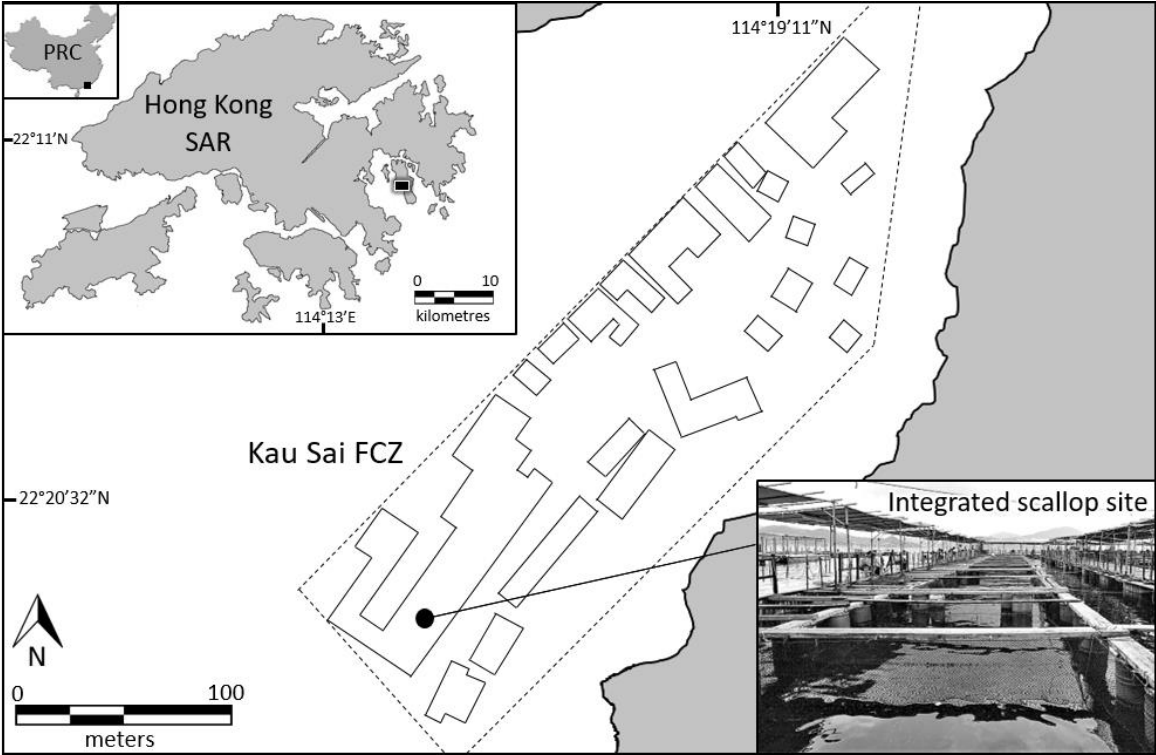 PRC
Hong Kong
SAR
22°11'N
0 10
kilometres
114°13'E
114°19'11"N
Kau Sai FCZ
22°20'32"N
Integrated scallop site
N
0 100
meters